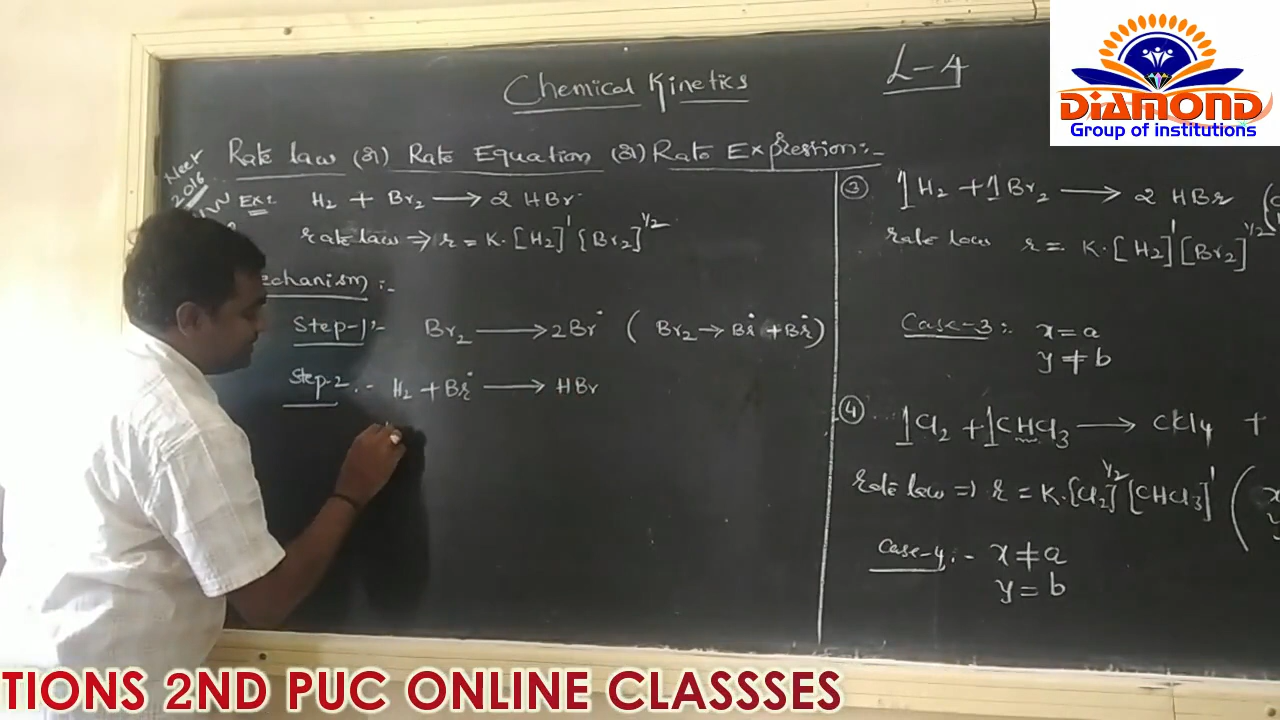 Chemical Kinetics
L-4
DIAMOND
Group of institutions
Rate law (or) Rate Equation (or) Rate Expression:-
Neet
2016
Ex:
H₂ + Br₂ ⟶ 2 HBr
rate law ⇒ r = K·[H₂]¹ [Br₂]^1/2
echanism:-
Step-1:- Br₂ ⟶ 2Br• ( Br₂ → Br• + Br•)
Step-2:- H₂ + Br• ⟶ HBr
③ 1H₂ + 1Br₂ ⟶ 2 HBr (
rate law r = K·[H₂]¹ [Br₂]^1/2
Case-3:- x = a
y ≠ b
④ 1Cl₂ + 1CHCl₃ ⟶ CCl₄ +
rate law ⇒ r = K·[Cl₂]^1/2 [CHCl₃]¹ (
Case-4:- x ≠ a
y = b
TIONS 2ND PUC ONLINE CLASSSES